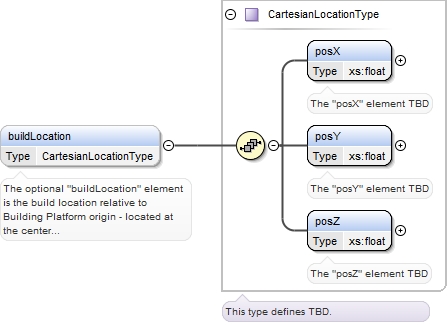 CartesianLocationType
posX
Type xs:float
The "posX" element TBD
buildLocation
Type CartesianLocationType
The optional "buildLocation" element
is the build location relative to
Building Platform origin - located at
the center...
posY
Type xs:float
The "posY" element TBD
posZ
Type xs:float
The "posZ" element TBD
This type defines TBD.